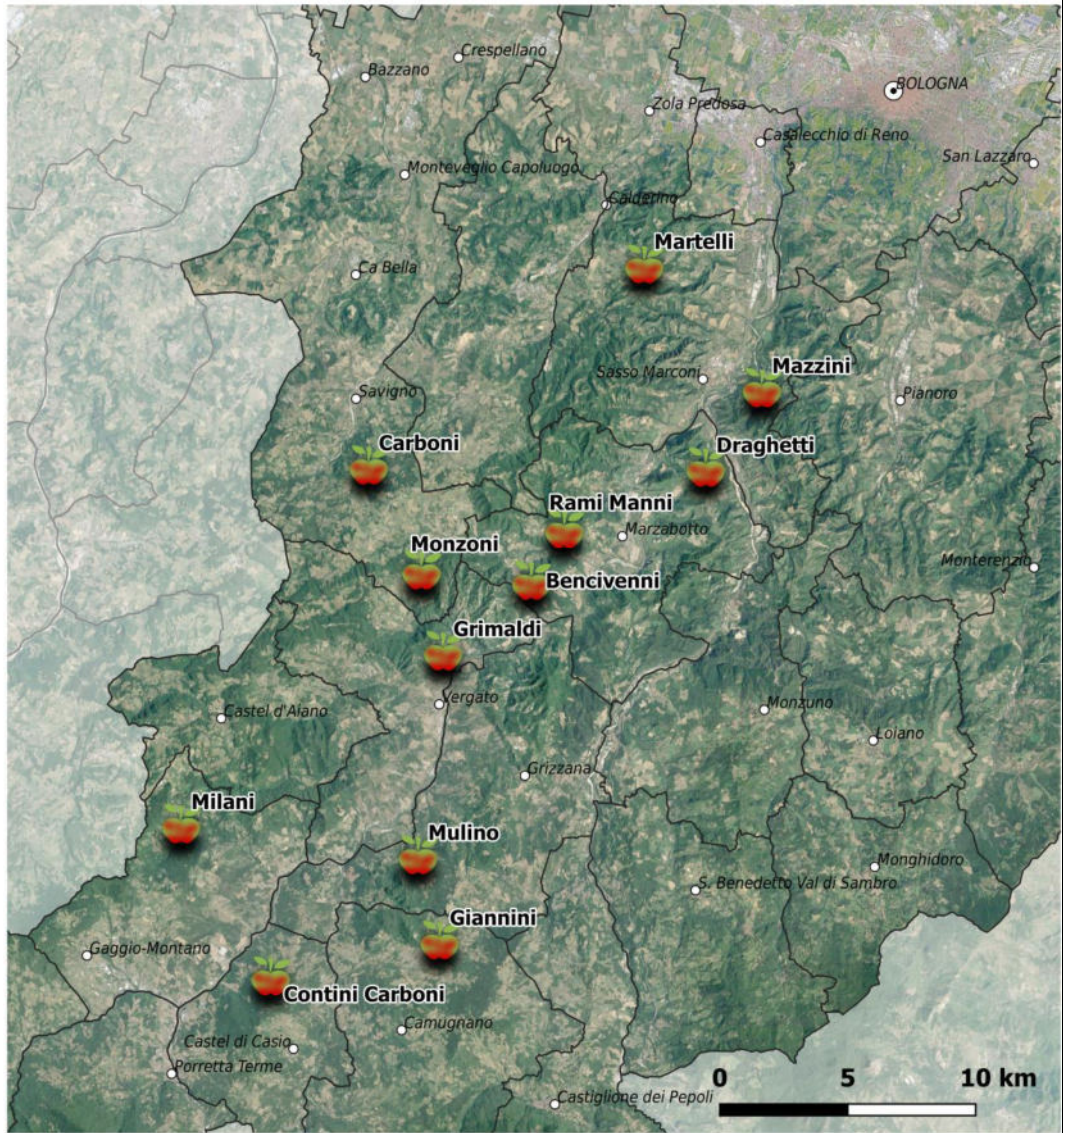 Crespellano
Bazzano
BOLOGNA
Zola Predosa
Casalecchio di Reno
San Lazzaro
Monteveglio Capoluogo
Calderino
Martelli
Ca Bella
Mazzini
Sasso Marconi
Pianoro
Savigno
Carboni
Draghetti
Rami Manni
Marzabotto
Monzoni
Monterenzio
Bencivenni
Grimaldi
Vergato
Castel d'Aiano
Monzuno
Loiano
Grizzana
Milani
Mulino
Monghidoro
S. Benedetto Val di Sambro
Giannini
Gaggio-Montano
Contini Carboni
Camugnano
Castel di Casio
Porretta Terme
0 5 10 km
Castiglione dei Pepoli